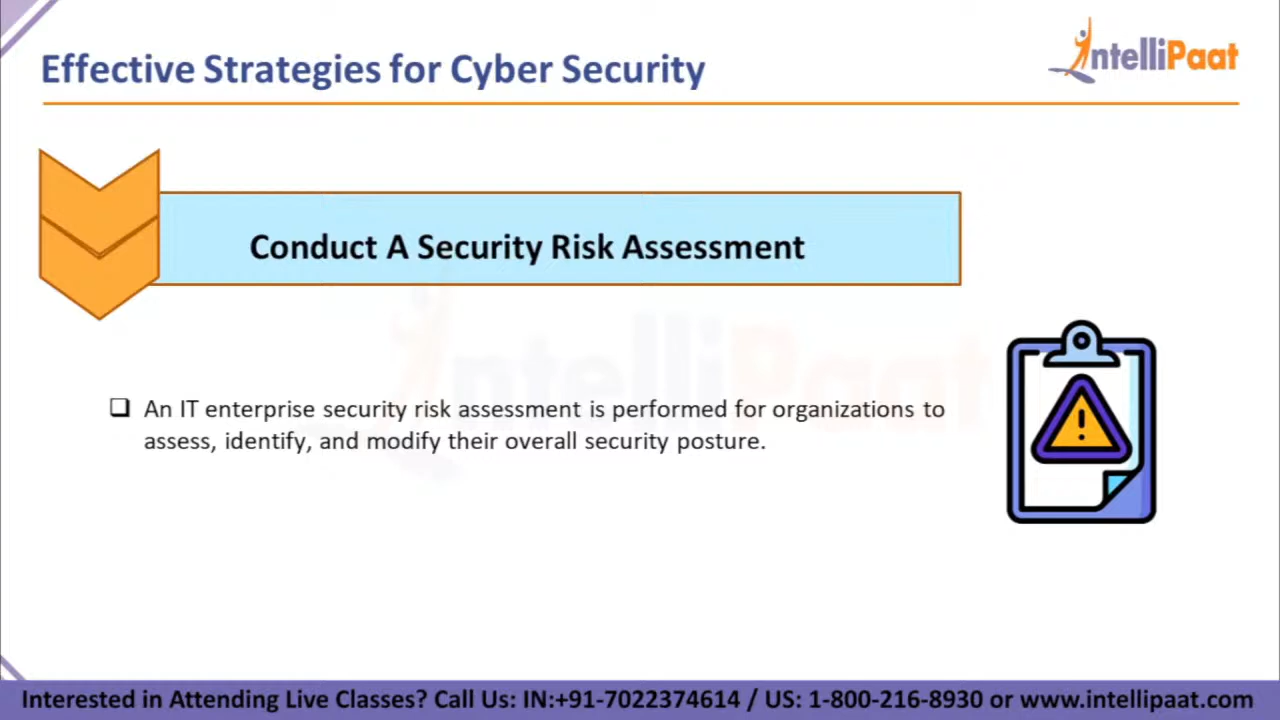 Effective Strategies for Cyber Security
IntelliPaat
Conduct A Security Risk Assessment
An IT enterprise security risk assessment is performed for organizations to
assess, identify, and modify their overall security posture.
IntelliPaat
Interested in Attending Live Classes? Call Us: IN:+91-7022374614 / US: 1-800-216-8930 or www.intellipaat.com